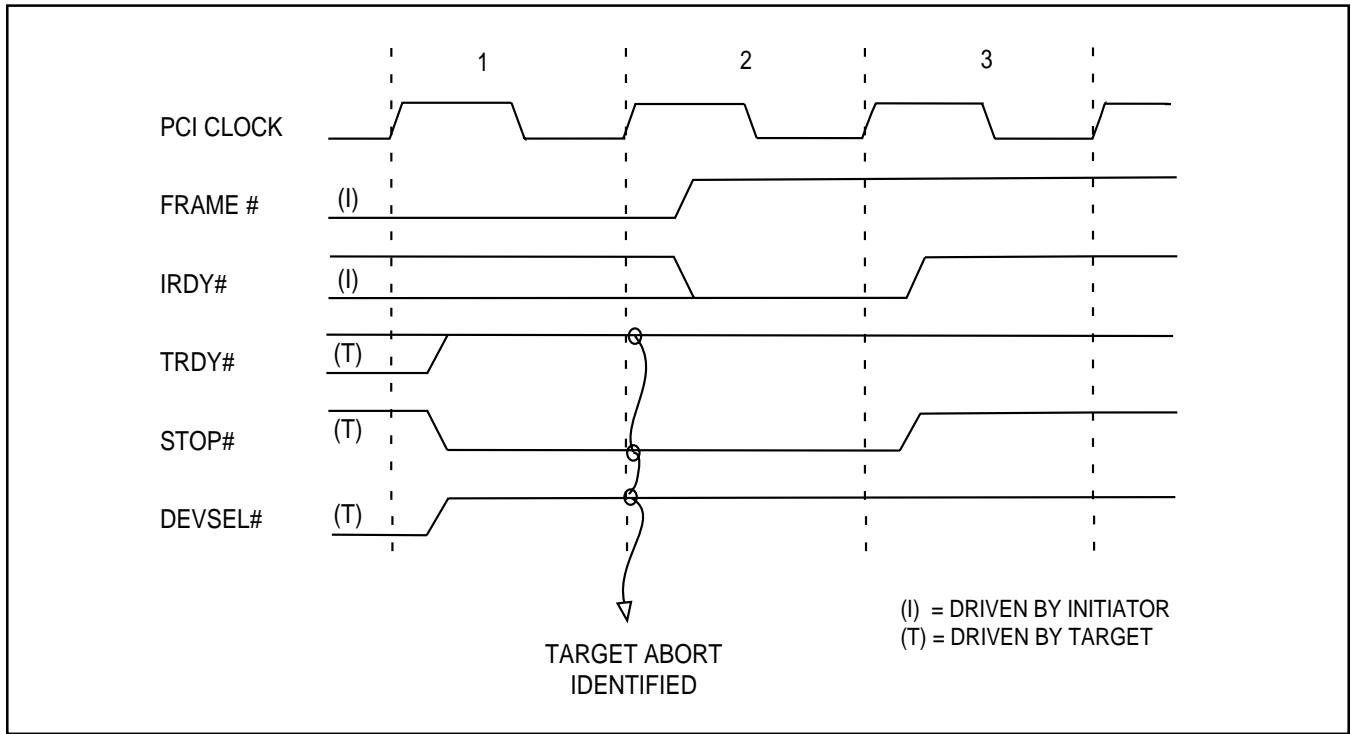 1 2 3
PCI CLOCK
FRAME # (I)
IRDY# (I)
TRDY# (T)
STOP# (T)
DEVSEL# (T)
(I) = DRIVEN BY INITIATOR
(T) = DRIVEN BY TARGET
TARGET ABORT
IDENTIFIED